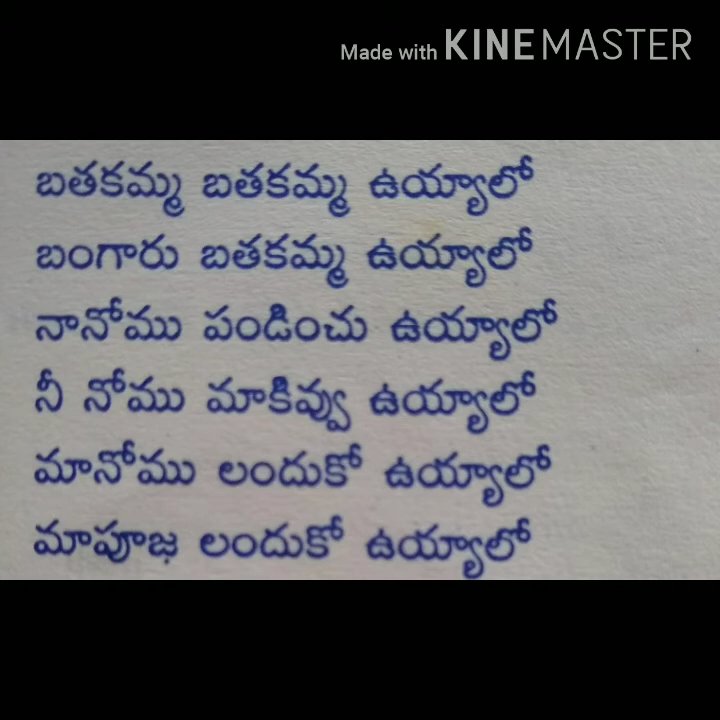 Made with KINEMASTER
బతకమ్మ బతకమ్మ ఉయ్యాలో
బంగారు బతకమ్మ ఉయ్యాలో
నానోము పండించు ఉయ్యాలో
నీ నోము మాకివ్వు ఉయ్యాలో
మానోము లందుకో ఉయ్యాలో
మాపూజ లందుకో ఉయ్యాలో